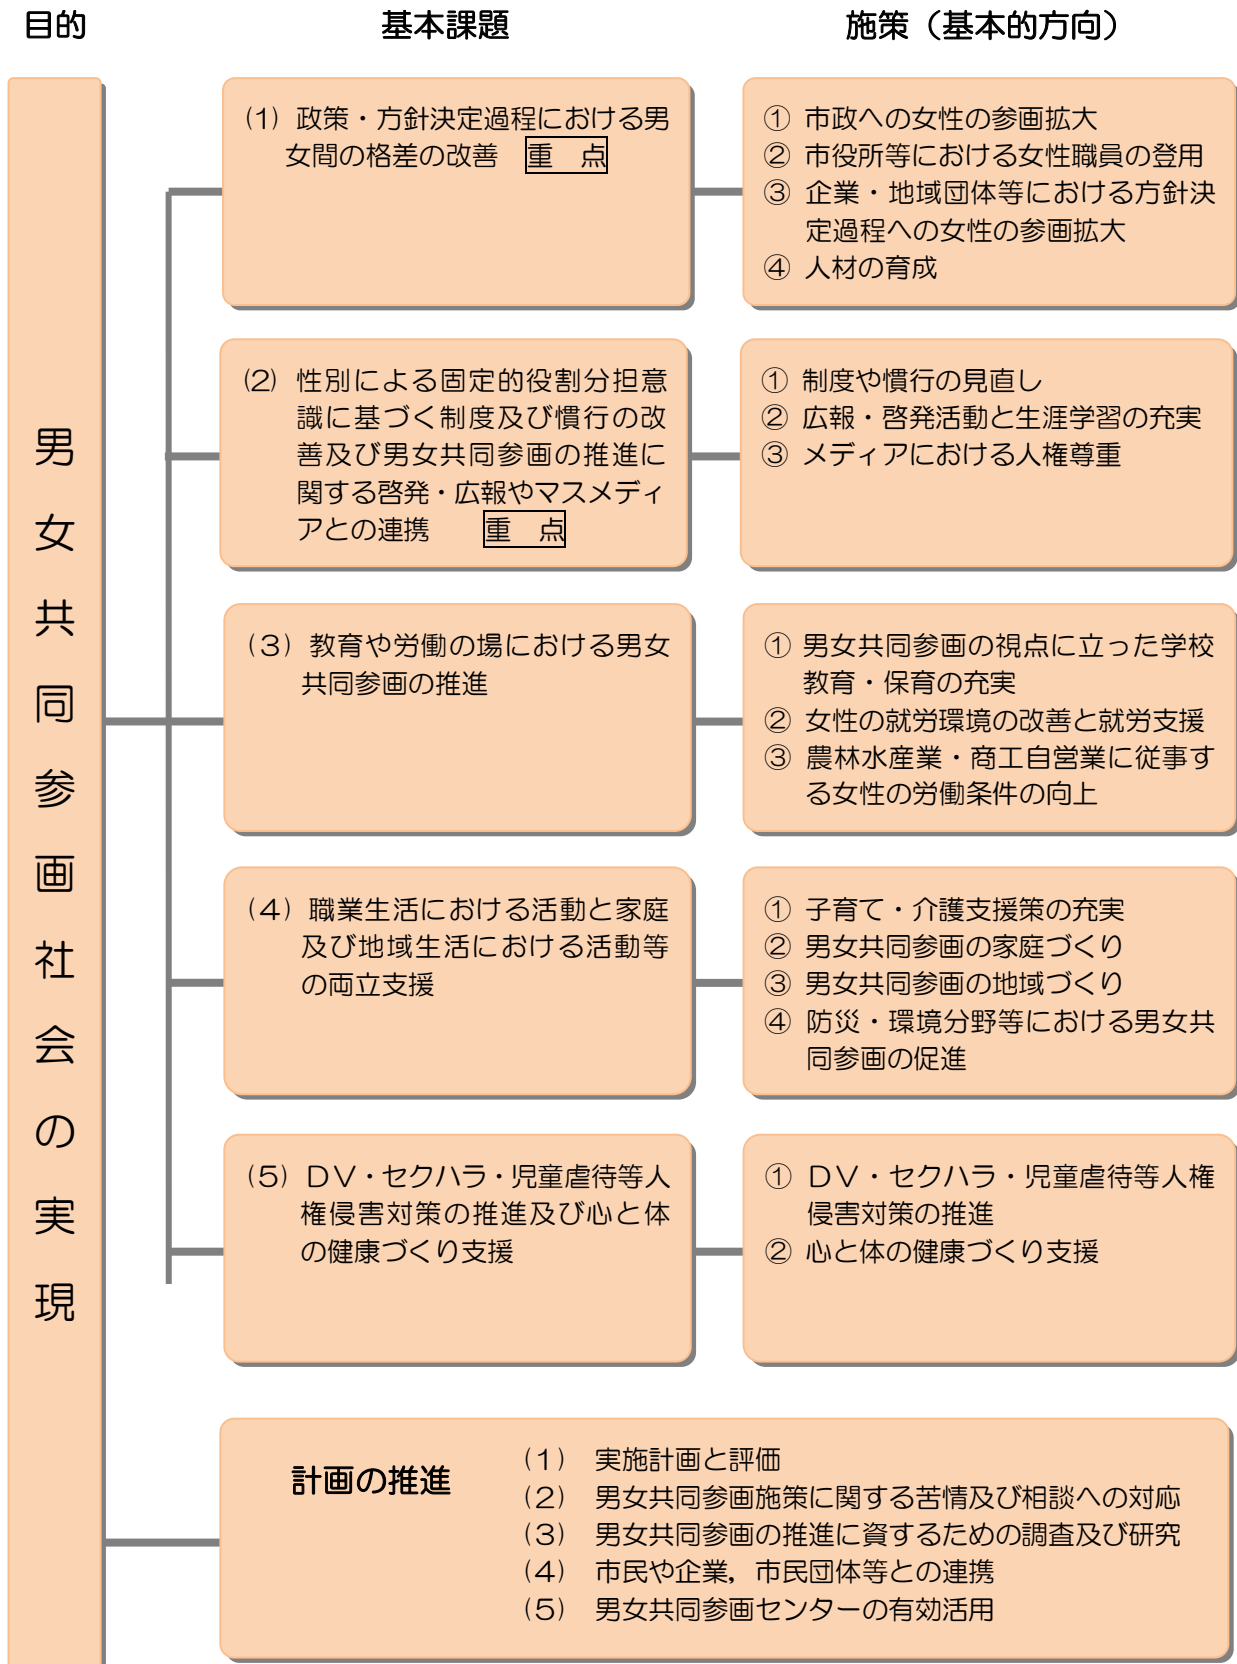 目的
基本課題
施策（基本的方向）
男女共同参画社会の実現
(1) 政策・方針決定過程における男
女間の格差の改善 重 点
① 市政への女性の参画拡大
② 市役所等における女性職員の登用
③ 企業・地域団体等における方針決
定過程への女性の参画拡大
④ 人材の育成
(2) 性別による固定的役割分担意
識に基づく制度及び慣行の改
善及び男女共同参画の推進に
関する啓発・広報やマスメディ
アとの連携 重 点
① 制度や慣行の見直し
② 広報・啓発活動と生涯学習の充実
③ メディアにおける人権尊重
(3) 教育や労働の場における男女
共同参画の推進
① 男女共同参画の視点に立った学校
教育・保育の充実
② 女性の就労環境の改善と就労支援
③ 農林水産業・商工自営業に従事す
る女性の労働条件の向上
(4) 職業生活における活動と家庭
及び地域生活における活動等
の両立支援
① 子育て・介護支援策の充実
② 男女共同参画の家庭づくり
③ 男女共同参画の地域づくり
④ 防災・環境分野等における男女共
同参画の促進
(5) ＤＶ・セクハラ・児童虐待等人
権侵害対策の推進及び心と体
の健康づくり支援
① ＤＶ・セクハラ・児童虐待等人権
侵害対策の推進
② 心と体の健康づくり支援
計画の推進
(1) 実施計画と評価
(2) 男女共同参画施策に関する苦情及び相談への対応
(3) 男女共同参画の推進に資するための調査及び研究
(4) 市民や企業，市民団体等との連携
(5) 男女共同参画センターの有効活用